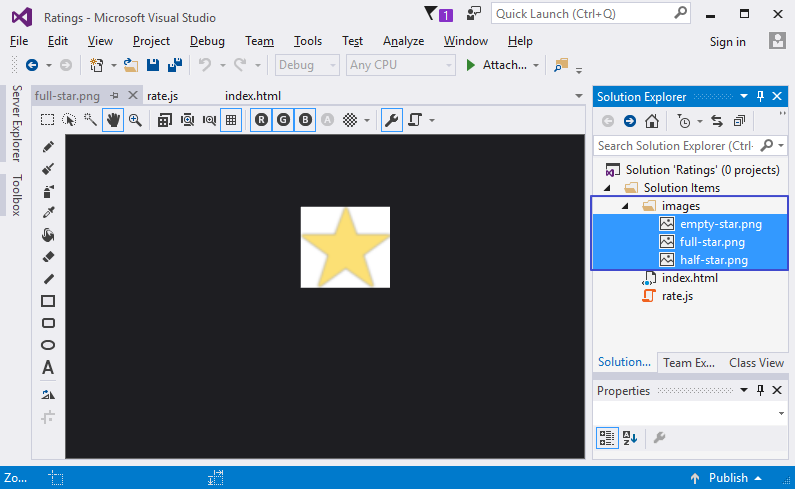 Ratings - Microsoft Visual Studio
1
Quick Launch (Ctrl+Q)
File Edit View Project Debug Team Tools Test Analyze Window Help Sign in
Debug Any CPU Attach...
Server Explorer
Toolbox
full-star.png rate.js index.html
R G B A
A
Solution Explorer
Search Solution Explorer (Ctrl-
Solution 'Ratings' (0 projects)
Solution Items
images
empty-star.png
full-star.png
half-star.png
index.html
rate.js
Solution... Team Ex... Class View
Properties
A
Z
Zo... Publish